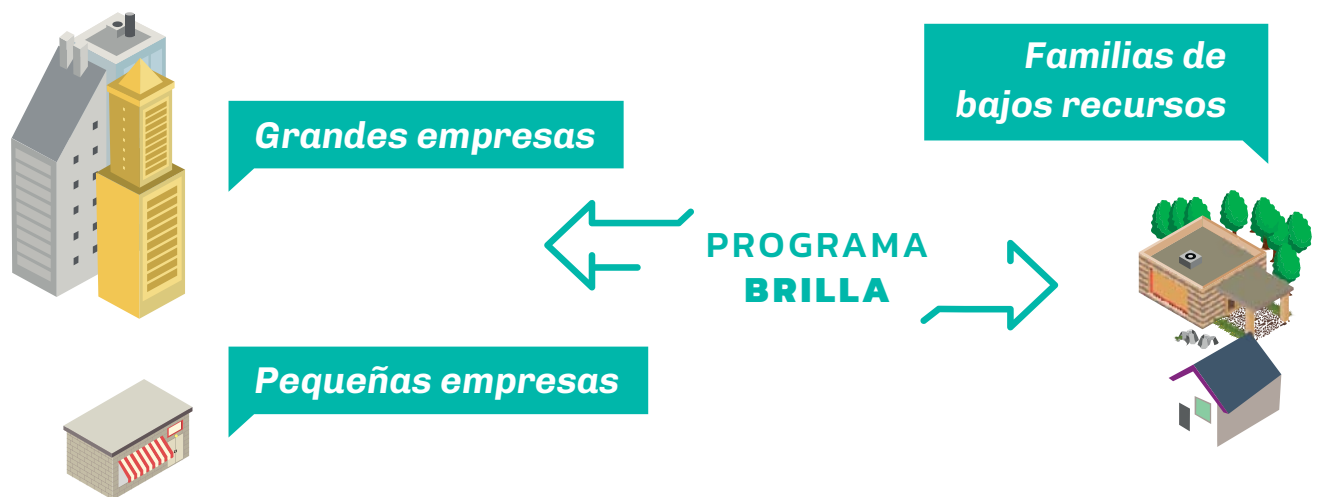 Familias de
bajos recursos
Grandes empresas
PROGRAMA
BRILLA
Pequeñas empresas